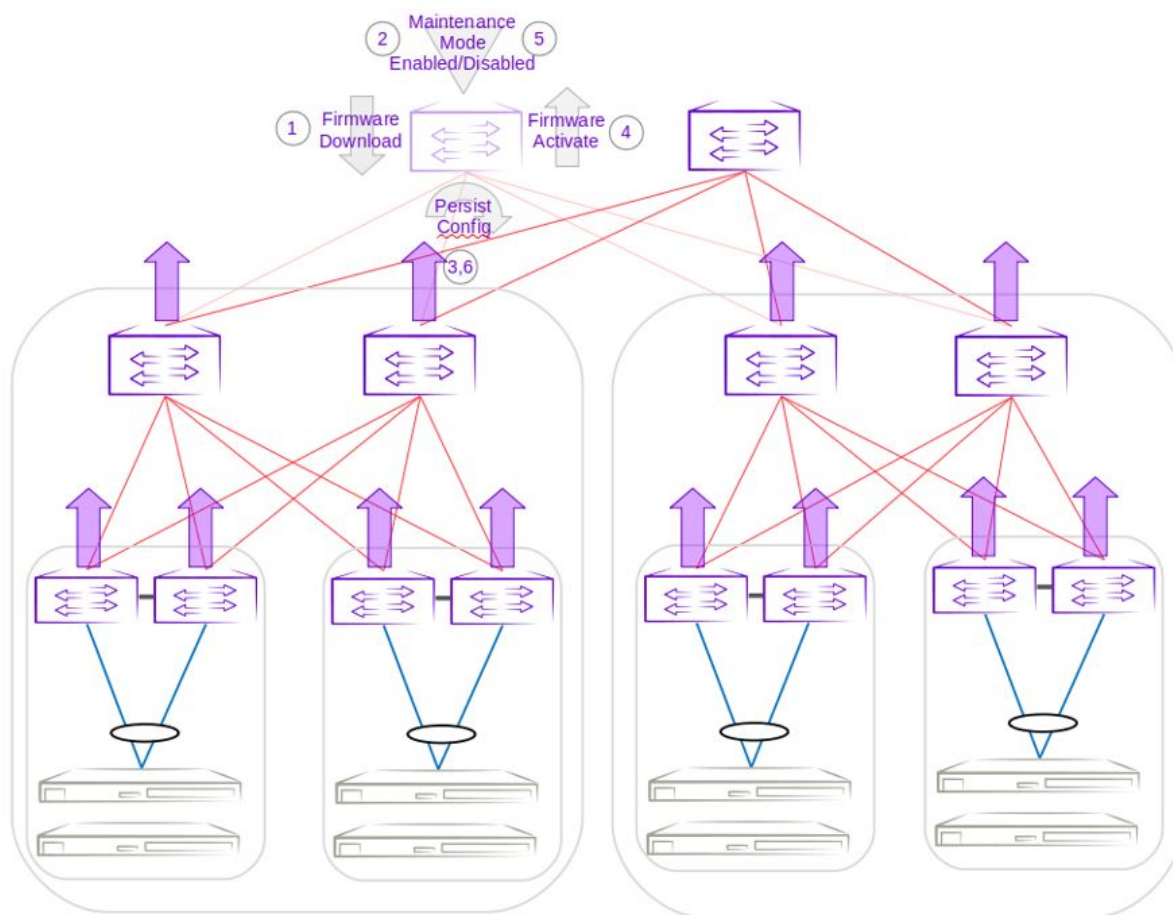 2
Maintenance
Mode
Enabled/Disabled
5
1
Firmware
Download
Firmware
Activate
4
Persist
Config
3,6